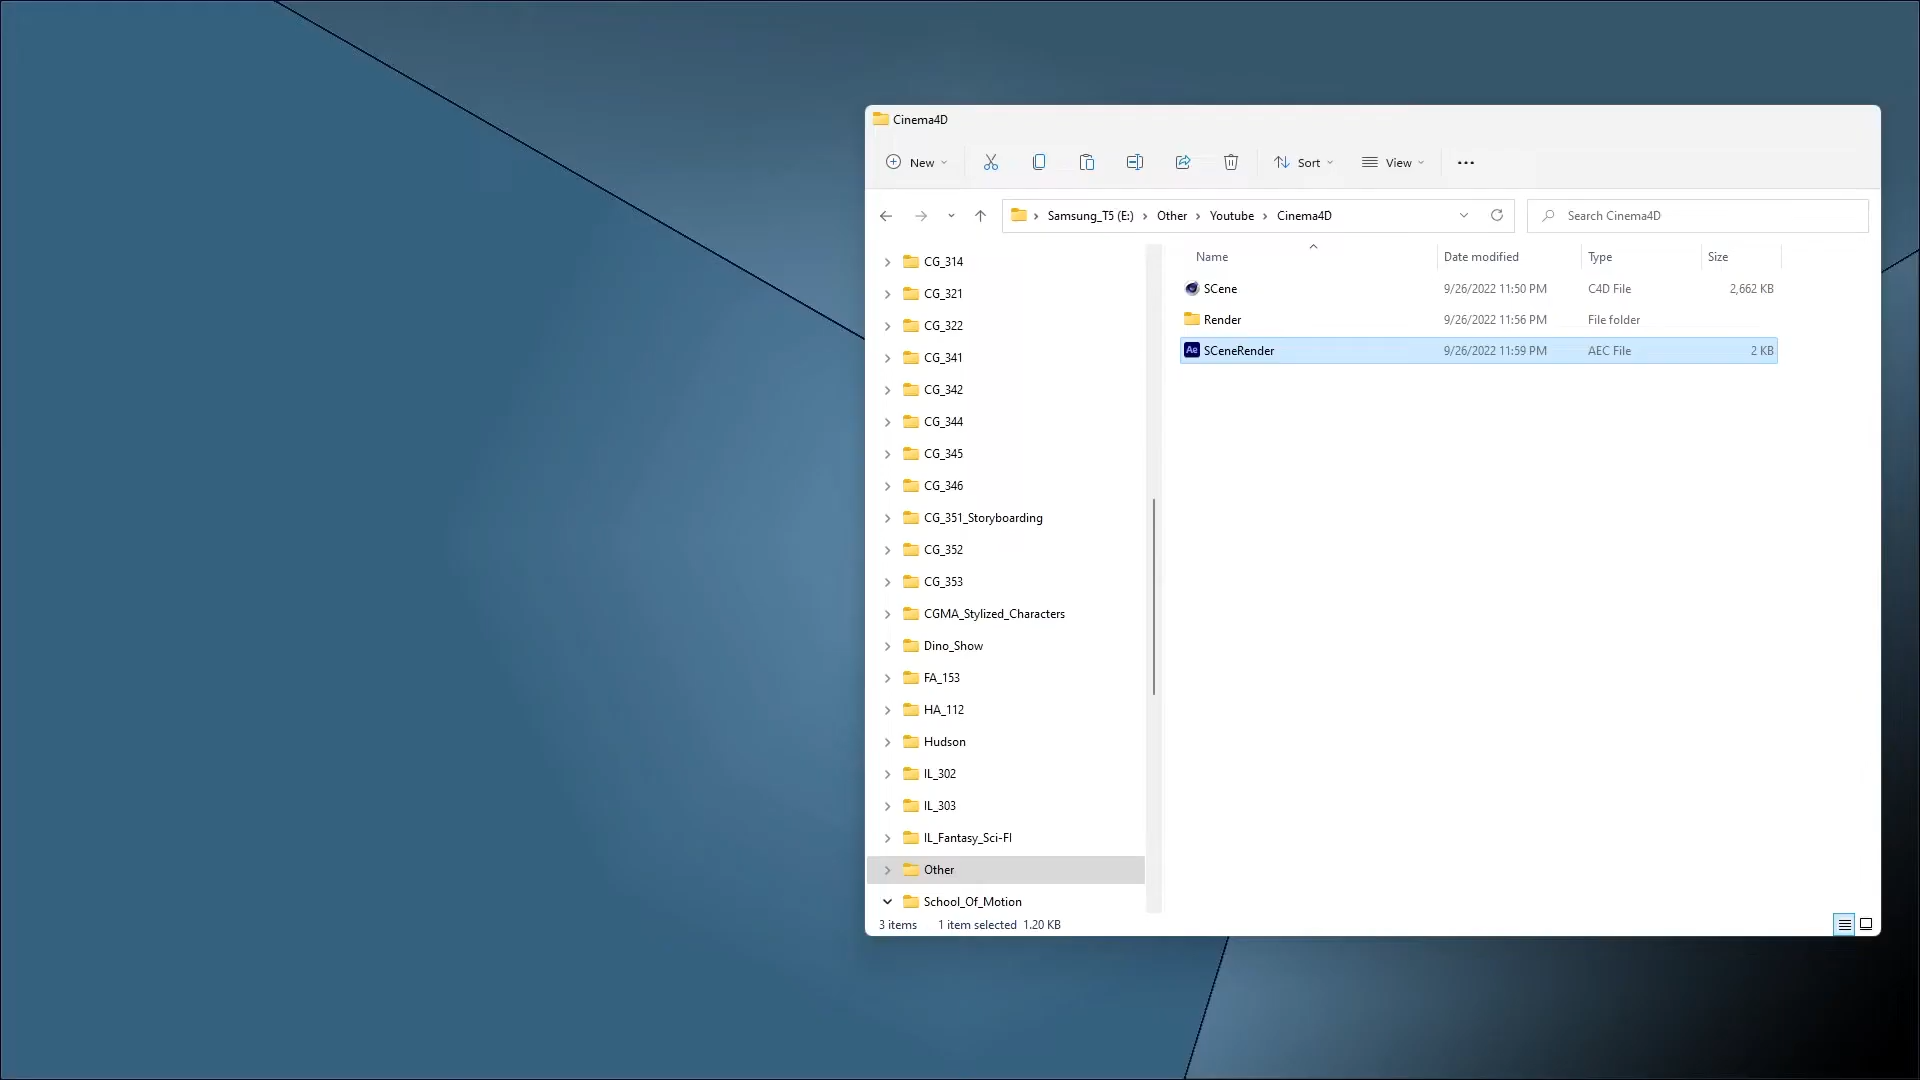 Cinema4D
New
Sort
View
Samsung_T5 (E:) › Other › Youtube › Cinema4D
Search Cinema4D
Name Date modified Type Size
SCene 9/26/2022 11:50 PM C4D File 2,662 KB
Render 9/26/2022 11:56 PM File folder
Ae SCeneRender 9/26/2022 11:59 PM AEC File 2 KB
CG_314
CG_321
CG_322
CG_341
CG_342
CG_344
CG_345
CG_346
CG_351_Storyboarding
CG_352
CG_353
CGMA_Stylized_Characters
Dino_Show
FA_153
HA_112
Hudson
IL_302
IL_303
IL_Fantasy_Sci-FI
Other
School_Of_Motion
3 items 1 item selected 1.20 KB